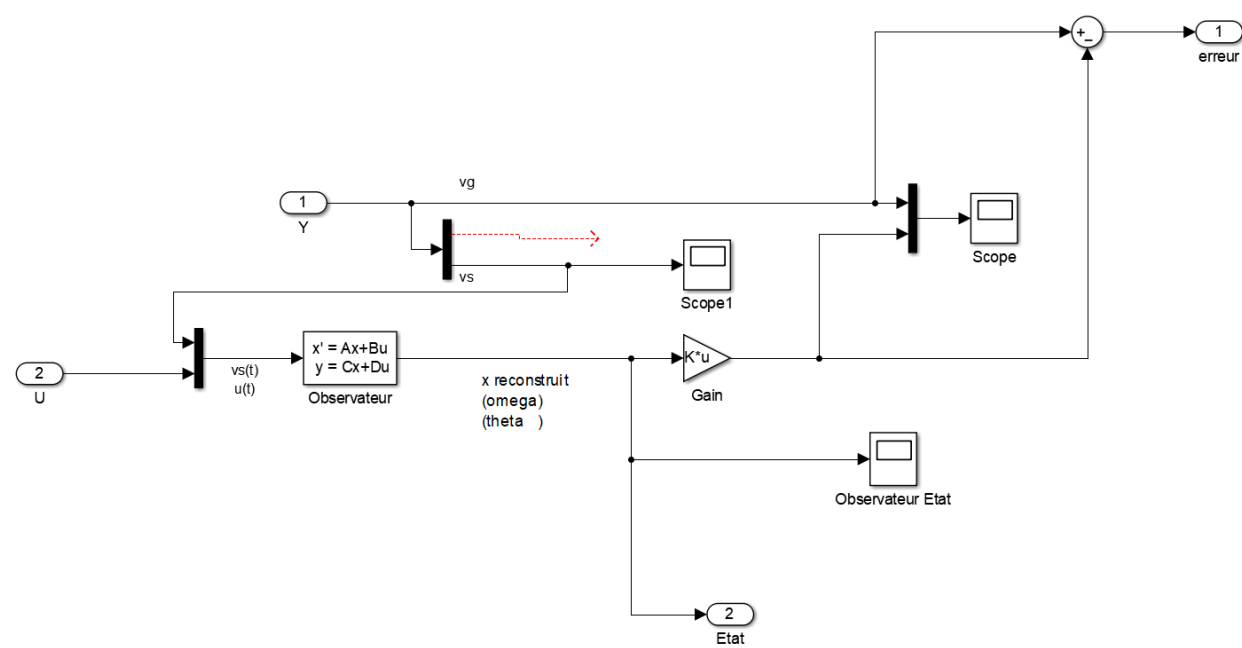 +
_
1
erreur
vg
1
Y
Scope
vs
Scope1
2
U
vs(t)
u(t)
x' = Ax+Bu
y = Cx+Du
Observateur
x reconstruit
(omega)
(theta )
K*u
Gain
Observateur Etat
2
Etat